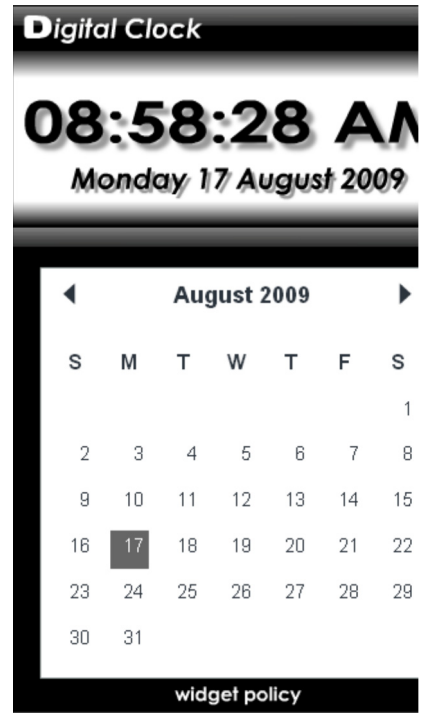 Digital Clock
08:58:28 AM
Monday 17 August 2009
August 2009
S M T W T F S
1
2 3 4 5 6 7 8
9 10 11 12 13 14 15
16 17 18 19 20 21 22
23 24 25 26 27 28 29
30 31
widget policy